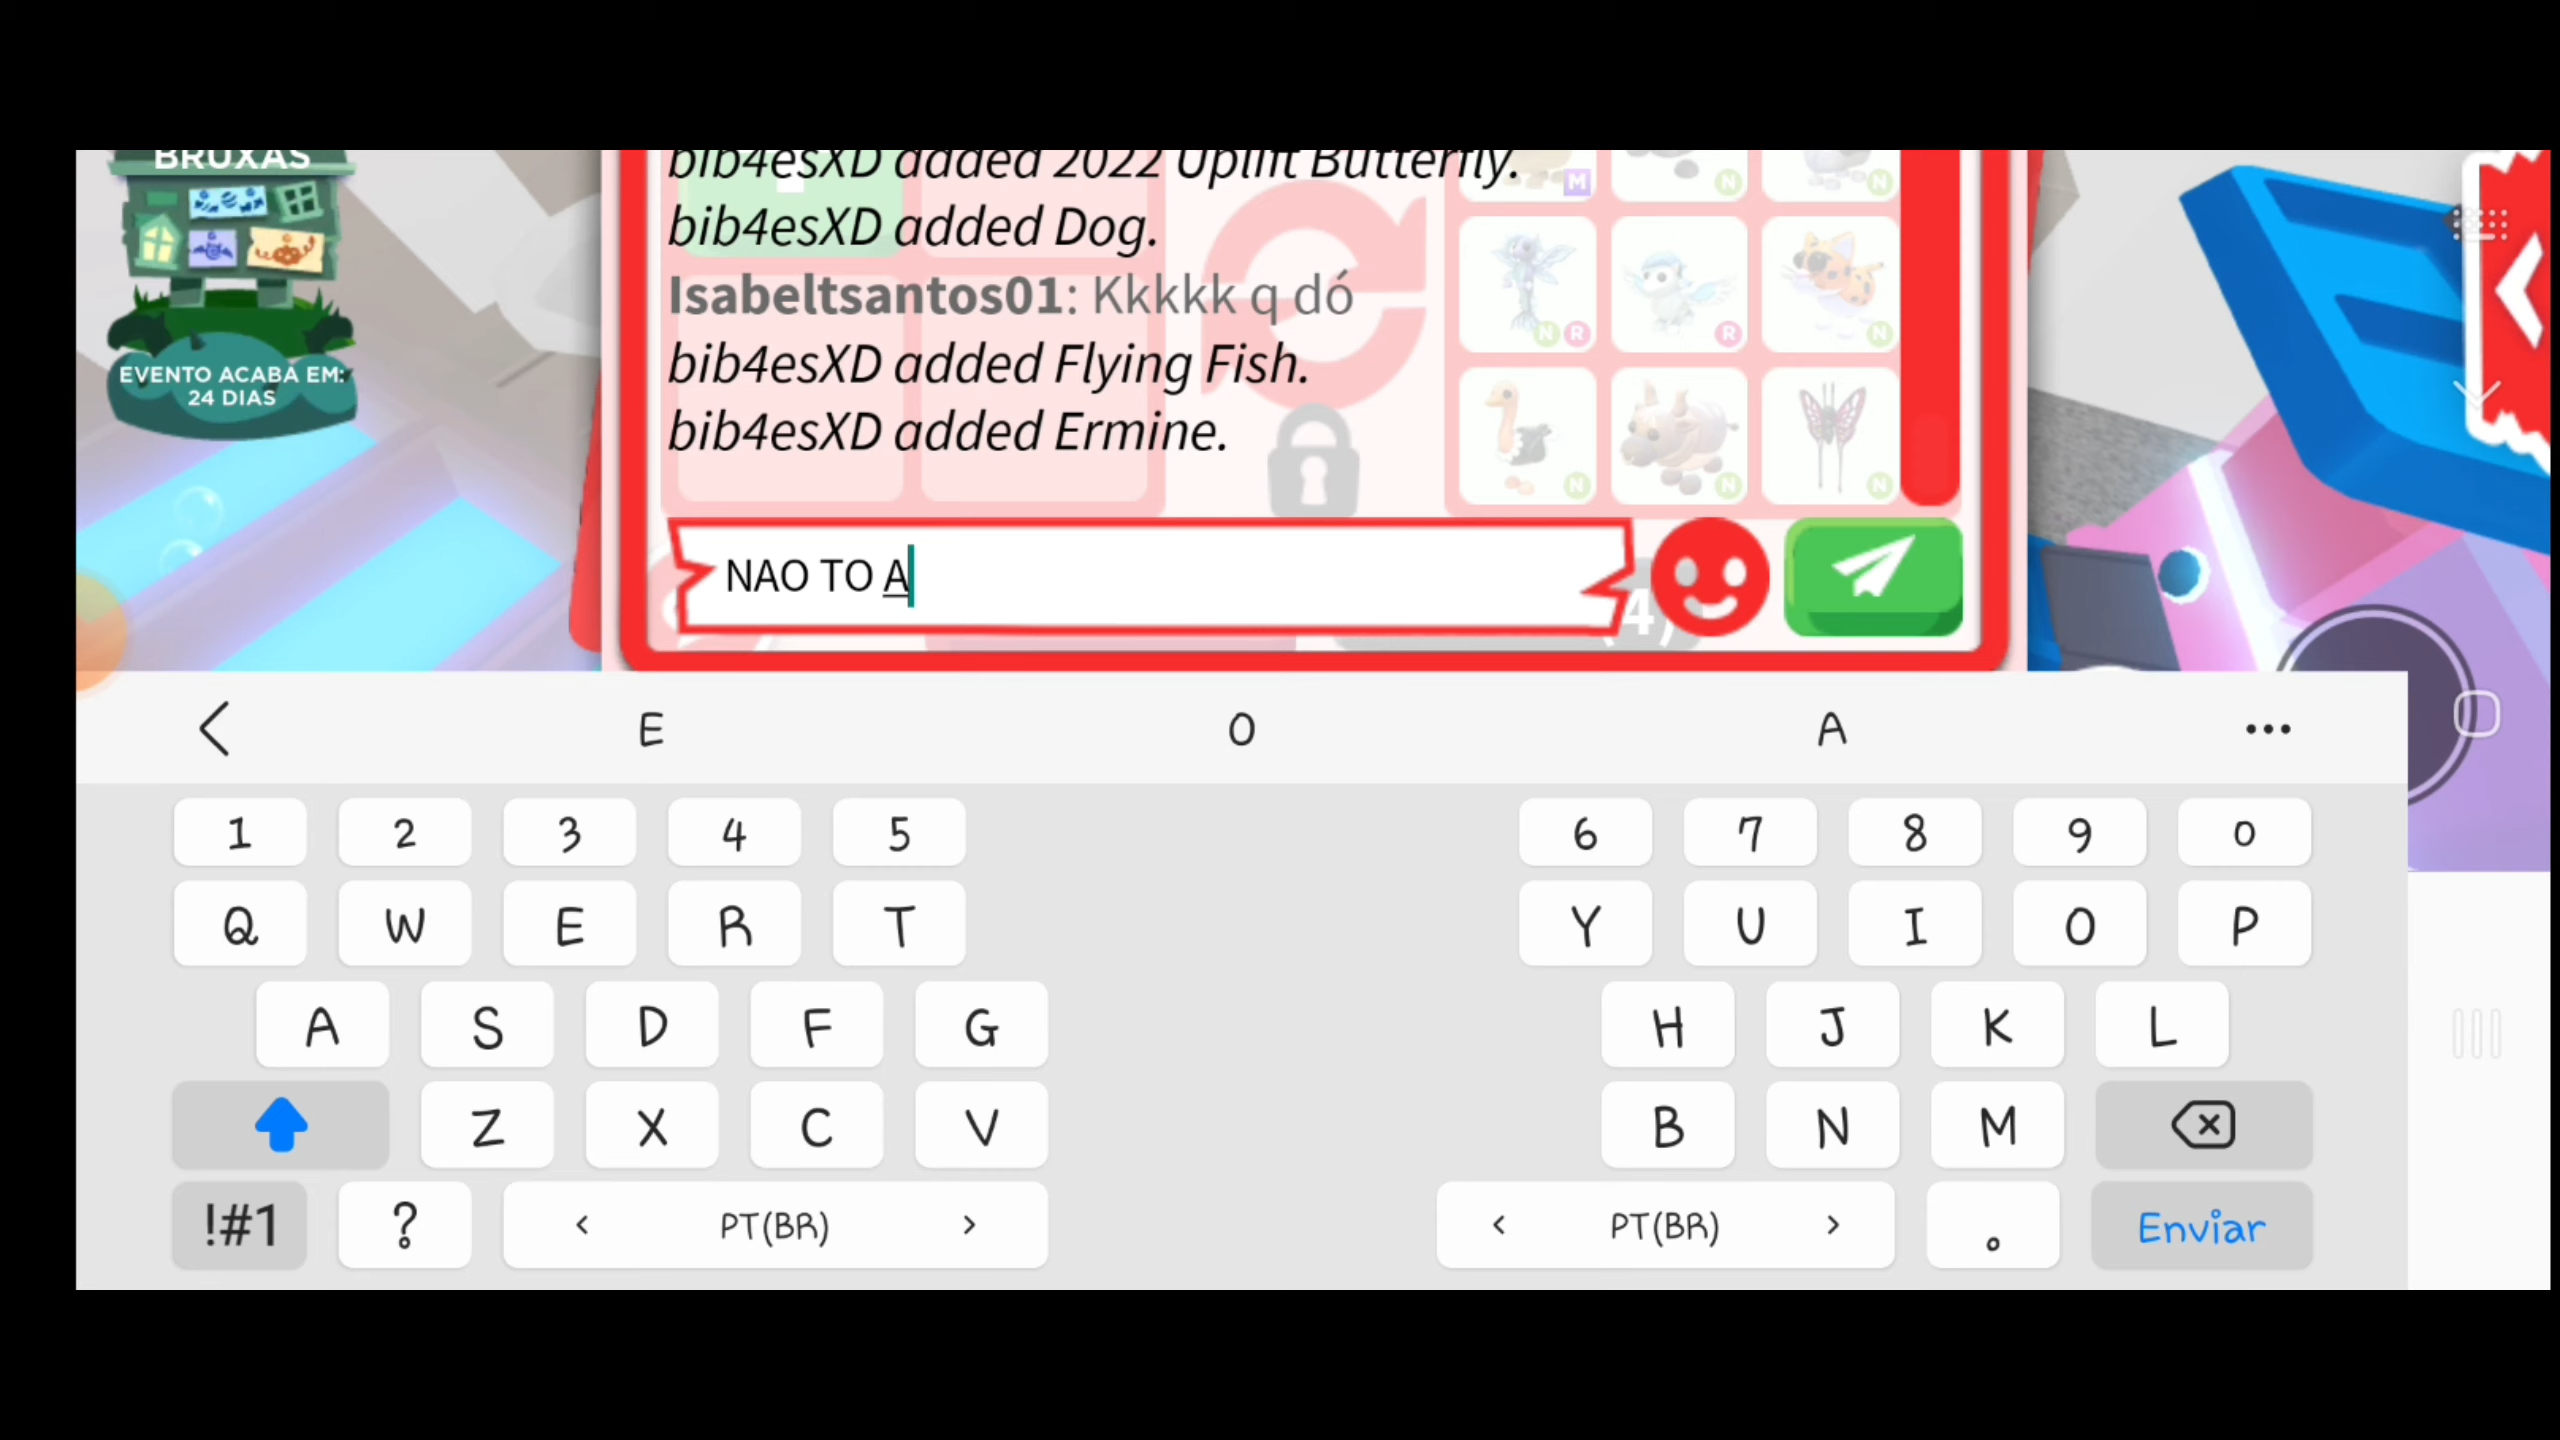 BRUXAS
EVENTO ACABA EM:
24 DIAS
bib4esXD added 2022 Uplift Butterfly.
bib4esXD added Dog.
Isabeltsantos01: Kkkkk q dó
bib4esXD added Flying Fish.
bib4esXD added Ermine.
M N N
N R R N
N N N
NAO TO A
4)
E O A
1 2 3 4 5 6 7 8 9 0
Q W E R T Y U I O P
A S D F G H J K L
Z X C V B N M
!#1 ? < PT(BR) > < PT(BR) > . Enviar